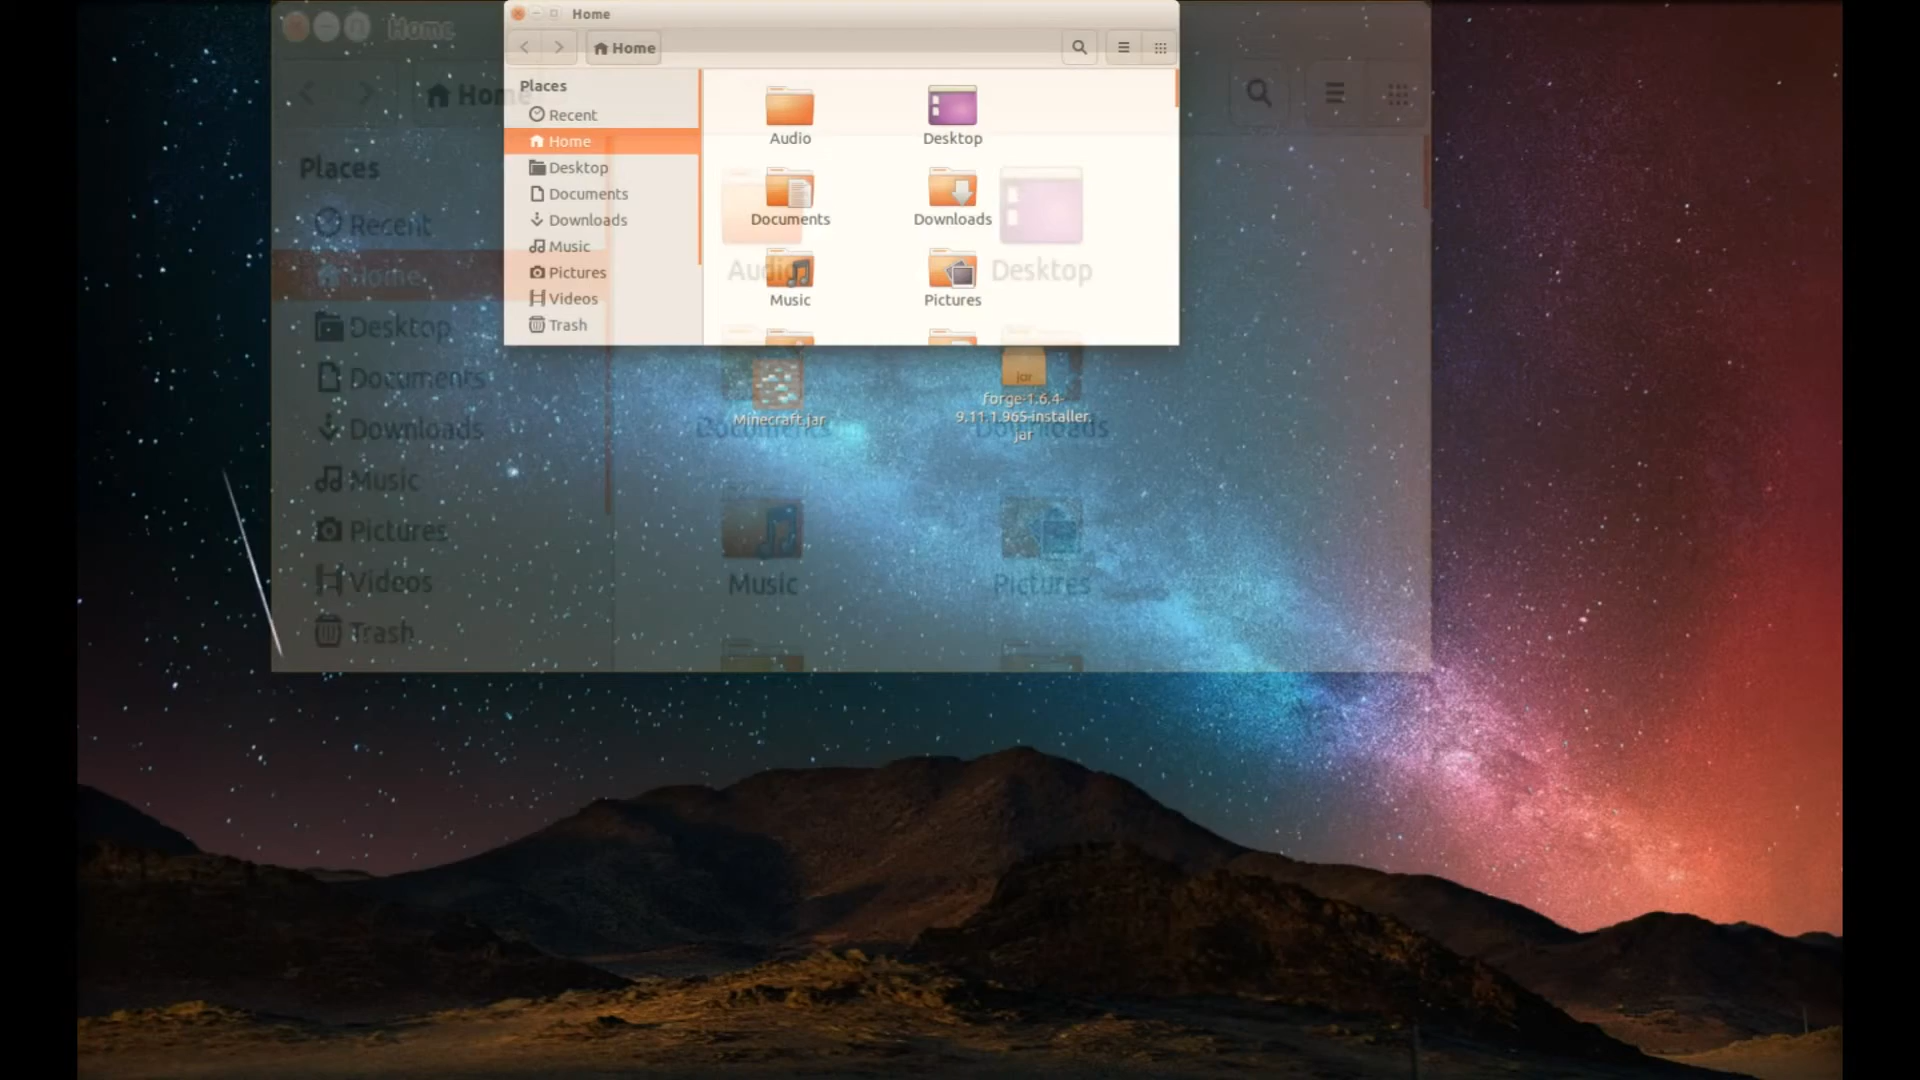 Home
Home
Places
Recent
Home
Desktop
Documents
Downloads
Music
Pictures
Videos
Trash
Audio
Desktop
Documents
Downloads
Music
Pictures
Minecraft.jar
jar
forge-1.6.4-
9.11.1.965-installer.
jar
Home
Home
Places
Recent
Home
Desktop
Documents
Downloads
Music
Pictures
Videos
Trash
Audio
Desktop
Documents
Downloads
Music
Pictures